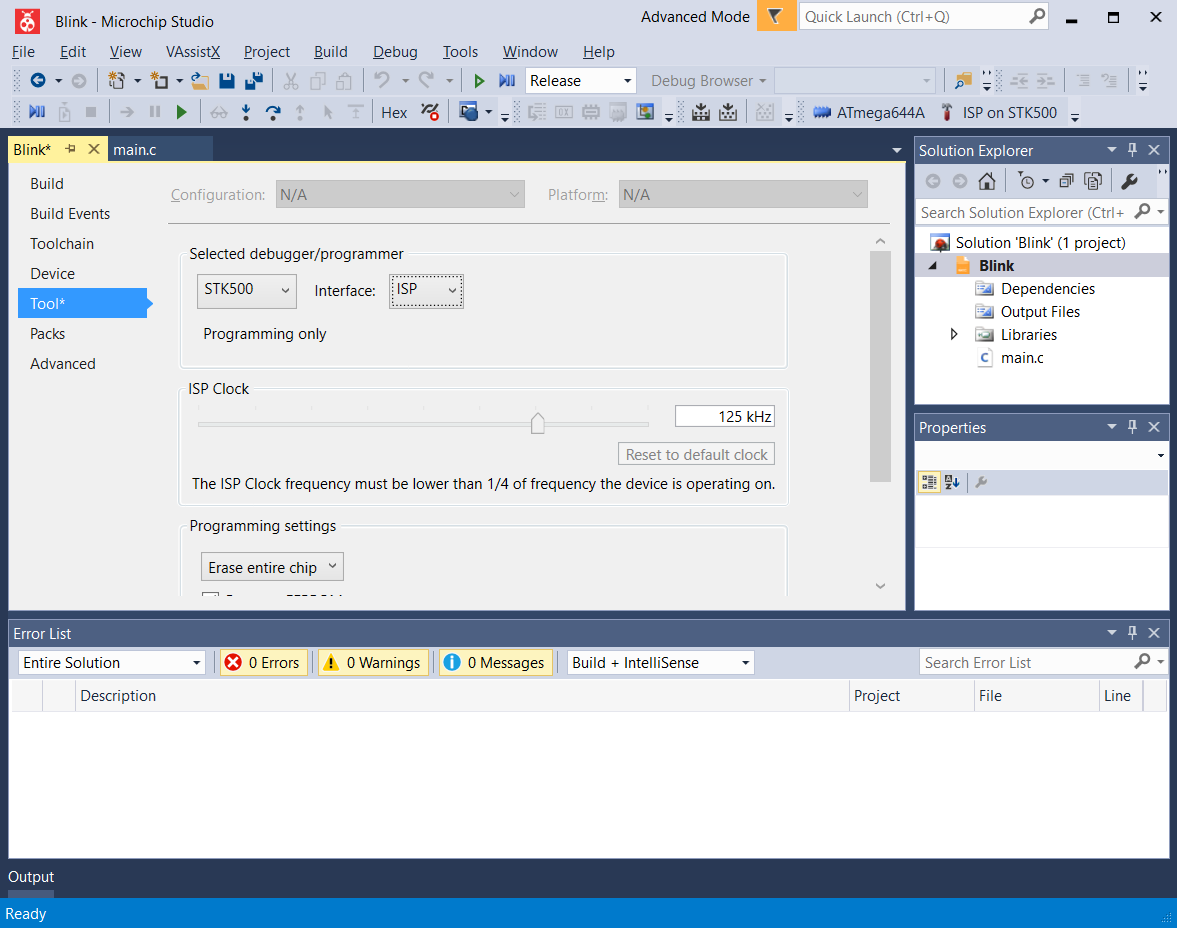 Blink - Microchip Studio
Advanced Mode
Quick Launch (Ctrl+Q)
File Edit View VAssistX Project Build Debug Tools Window Help
Release
Debug Browser
Hex
ATmega644A
ISP on STK500
Blink*
main.c
Build
Build Events
Toolchain
Device
Tool*
Packs
Advanced
Configuration: N/A Platform: N/A
Selected debugger/programmer
STK500 Interface: ISP
Programming only
ISP Clock
125 kHz
Reset to default clock
The ISP Clock frequency must be lower than 1/4 of frequency the device is operating on.
Programming settings
Erase entire chip
Solution Explorer
Search Solution Explorer (Ctrl+
Solution 'Blink' (1 project)
Blink
Dependencies
Output Files
Libraries
main.c
Properties
Error List
Entire Solution
0 Errors
0 Warnings
0 Messages
Build + IntelliSense
Search Error List
Description Project File Line
Output
Ready